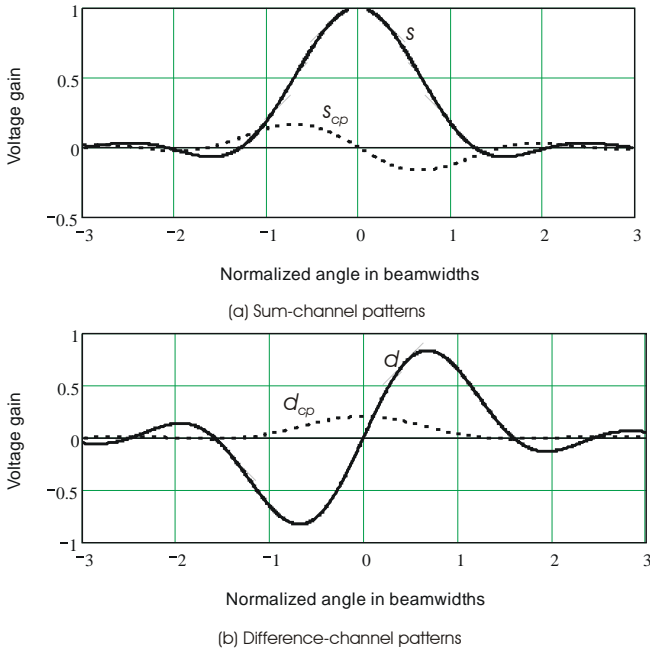 1
s
0.5
s_cp
Voltage gain
0
−0.5
−3 −2 −1 0 1 2 3
Normalized angle in beamwidths
(a) Sum-channel patterns
1
d
0.5
d_cp
Voltage gain
0
−0.5
−1
−3 −2 −1 0 1 2 3
Normalized angle in beamwidths
(b) Difference-channel patterns